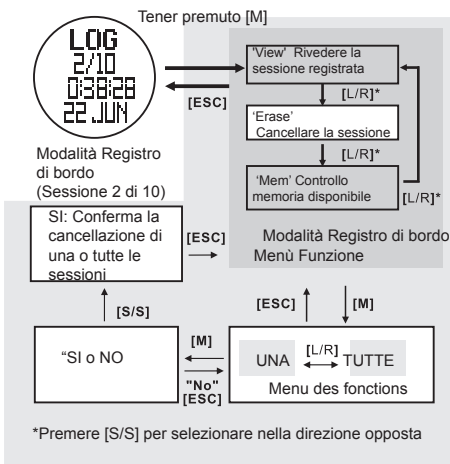 Tener premuto [M]
LOG
2/10
0:38:28
22 JUN
'View' Rivedere la
sessione registrata
[ESC]
[L/R]*
'Erase'
Cancellare la sessione
[L/R]*
'Mem' Controllo
memoria disponibile
[L/R]*
Modalità Registro
di bordo
(Sessione 2 di 10)
SI: Conferma la
cancellazione di
una o tutte le
sessioni
[ESC]
Modalità Registro di bordo
Menù Funzione
[S/S]
[ESC]
[M]
"SI o NO
[M]
"No"
[ESC]
UNA
[L/R]
TUTTE
Menu des fonctions
*Premere [S/S] per selezionare nella direzione opposta